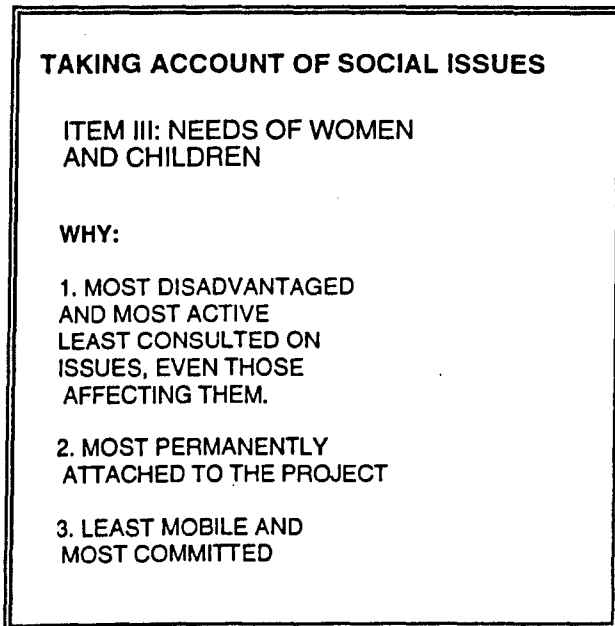 TAKING ACCOUNT OF SOCIAL ISSUES
ITEM III: NEEDS OF WOMEN
AND CHILDREN
WHY:
1. MOST DISADVANTAGED
AND MOST ACTIVE
LEAST CONSULTED ON
ISSUES, EVEN THOSE
AFFECTING THEM.
2. MOST PERMANENTLY
ATTACHED TO THE PROJECT
3. LEAST MOBILE AND
MOST COMMITTED